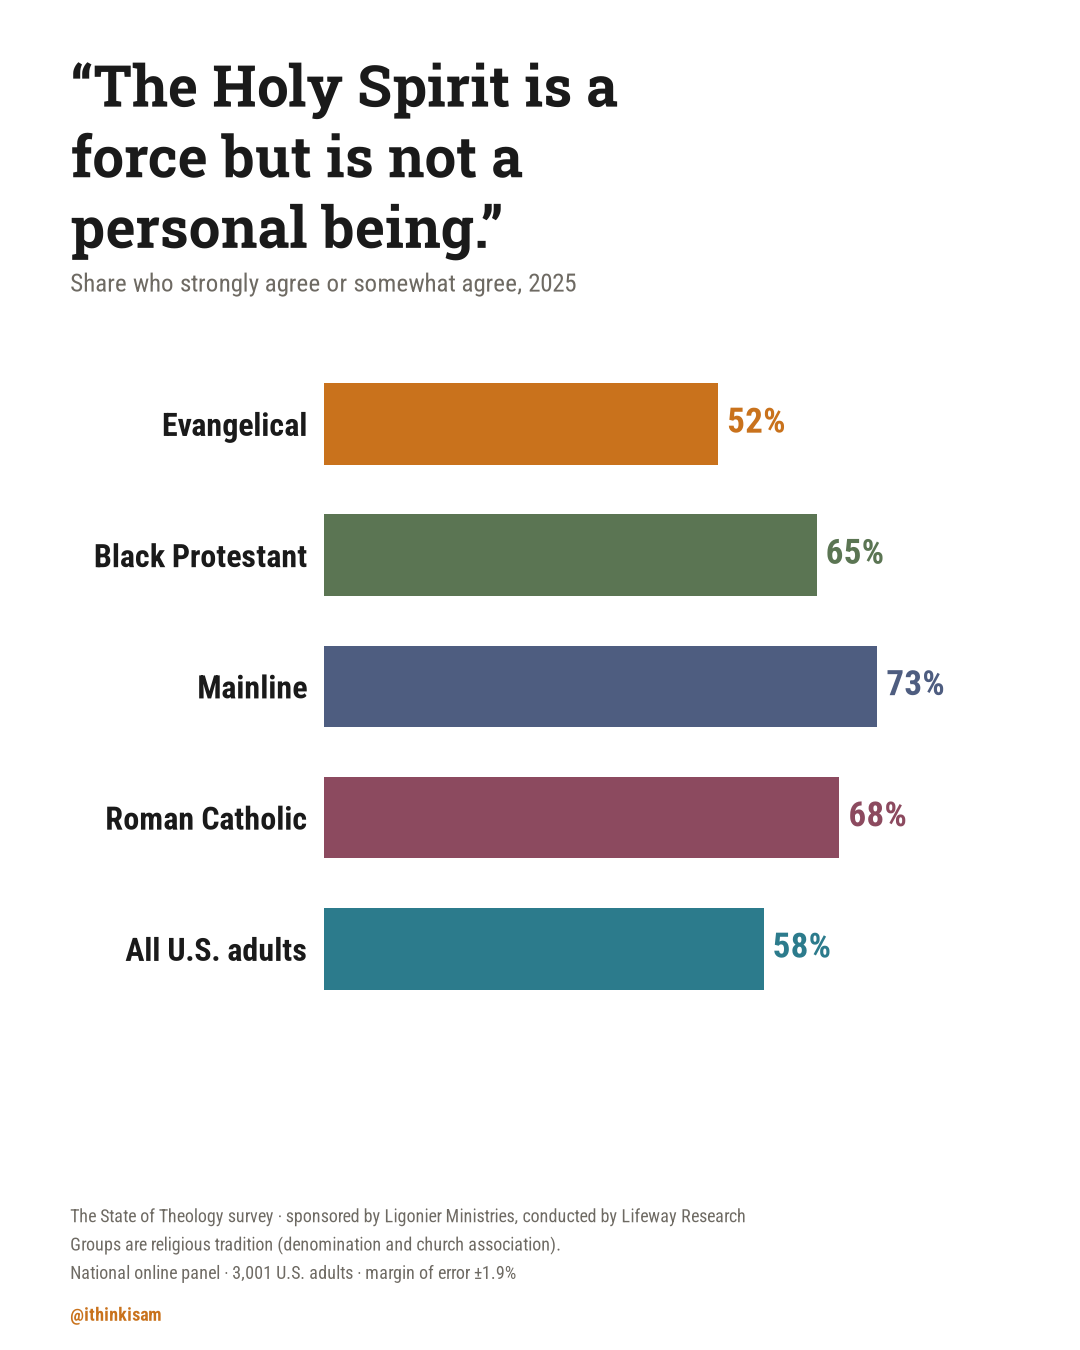 “The Holy Spirit is a
force but is not a
personal being.”
Share who strongly agree or somewhat agree, 2025
Evangelical 52%
Black Protestant 65%
Mainline 73%
Roman Catholic 68%
All U.S. adults 58%
The State of Theology survey · sponsored by Ligonier Ministries, conducted by Lifeway Research
Groups are religious tradition (denomination and church association).
National online panel · 3,001 U.S. adults · margin of error ±1.9%
@ithinkisam